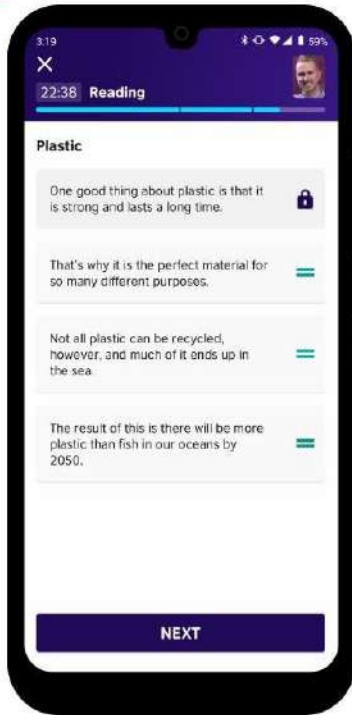 3:19 59%
22:38 Reading
Plastic
One good thing about plastic is that it
is strong and lasts a long time.
That's why it is the perfect material for
so many different purposes.
Not all plastic can be recycled,
however, and much of it ends up in
the sea.
The result of this is there will be more
plastic than fish in our oceans by
2050.
NEXT